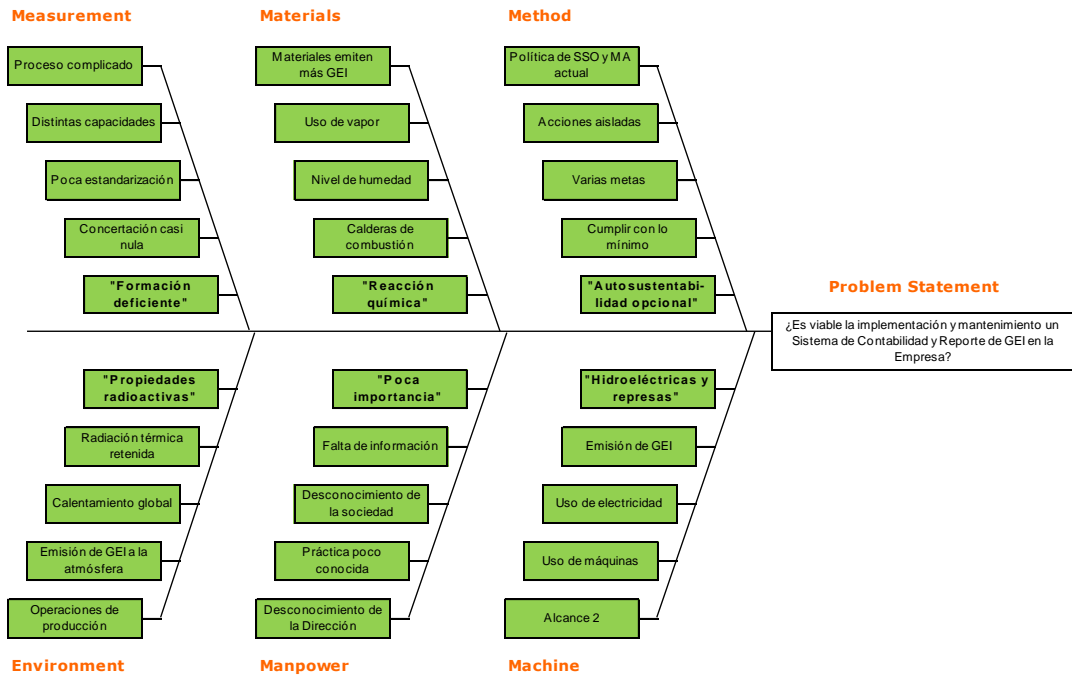 Measurement
Proceso complicado
Distintas capacidades
Poca estandarización
Concertación casi
nula
"Formación
deficiente"
Materials
Materiales emiten
más GEI
Uso de vapor
Nivel de humedad
Calderas de
combustión
"Reacción
química"
Method
Política de SSO y MA
actual
Acciones aisladas
Varias metas
Cumplir con lo
mínimo
"Autosustentabi-
lidad opcional"
Problem Statement
¿Es viable la implementación y mantenimiento un
Sistema de Contabilidad y Reporte de GEI en la
Empresa?
"Propiedades
radioactivas"
Radiación térmica
retenida
Calentamiento global
Emisión de GEI a la
atmósfera
Operaciones de
producción
Environment
"Poca
importancia"
Falta de información
Desconocimiento de
la sociedad
Práctica poco
conocida
Desconocimiento de
la Dirección
Manpower
"Hidroeléctricas y
represas"
Emisión de GEI
Uso de electricidad
Uso de máquinas
Alcance 2
Machine